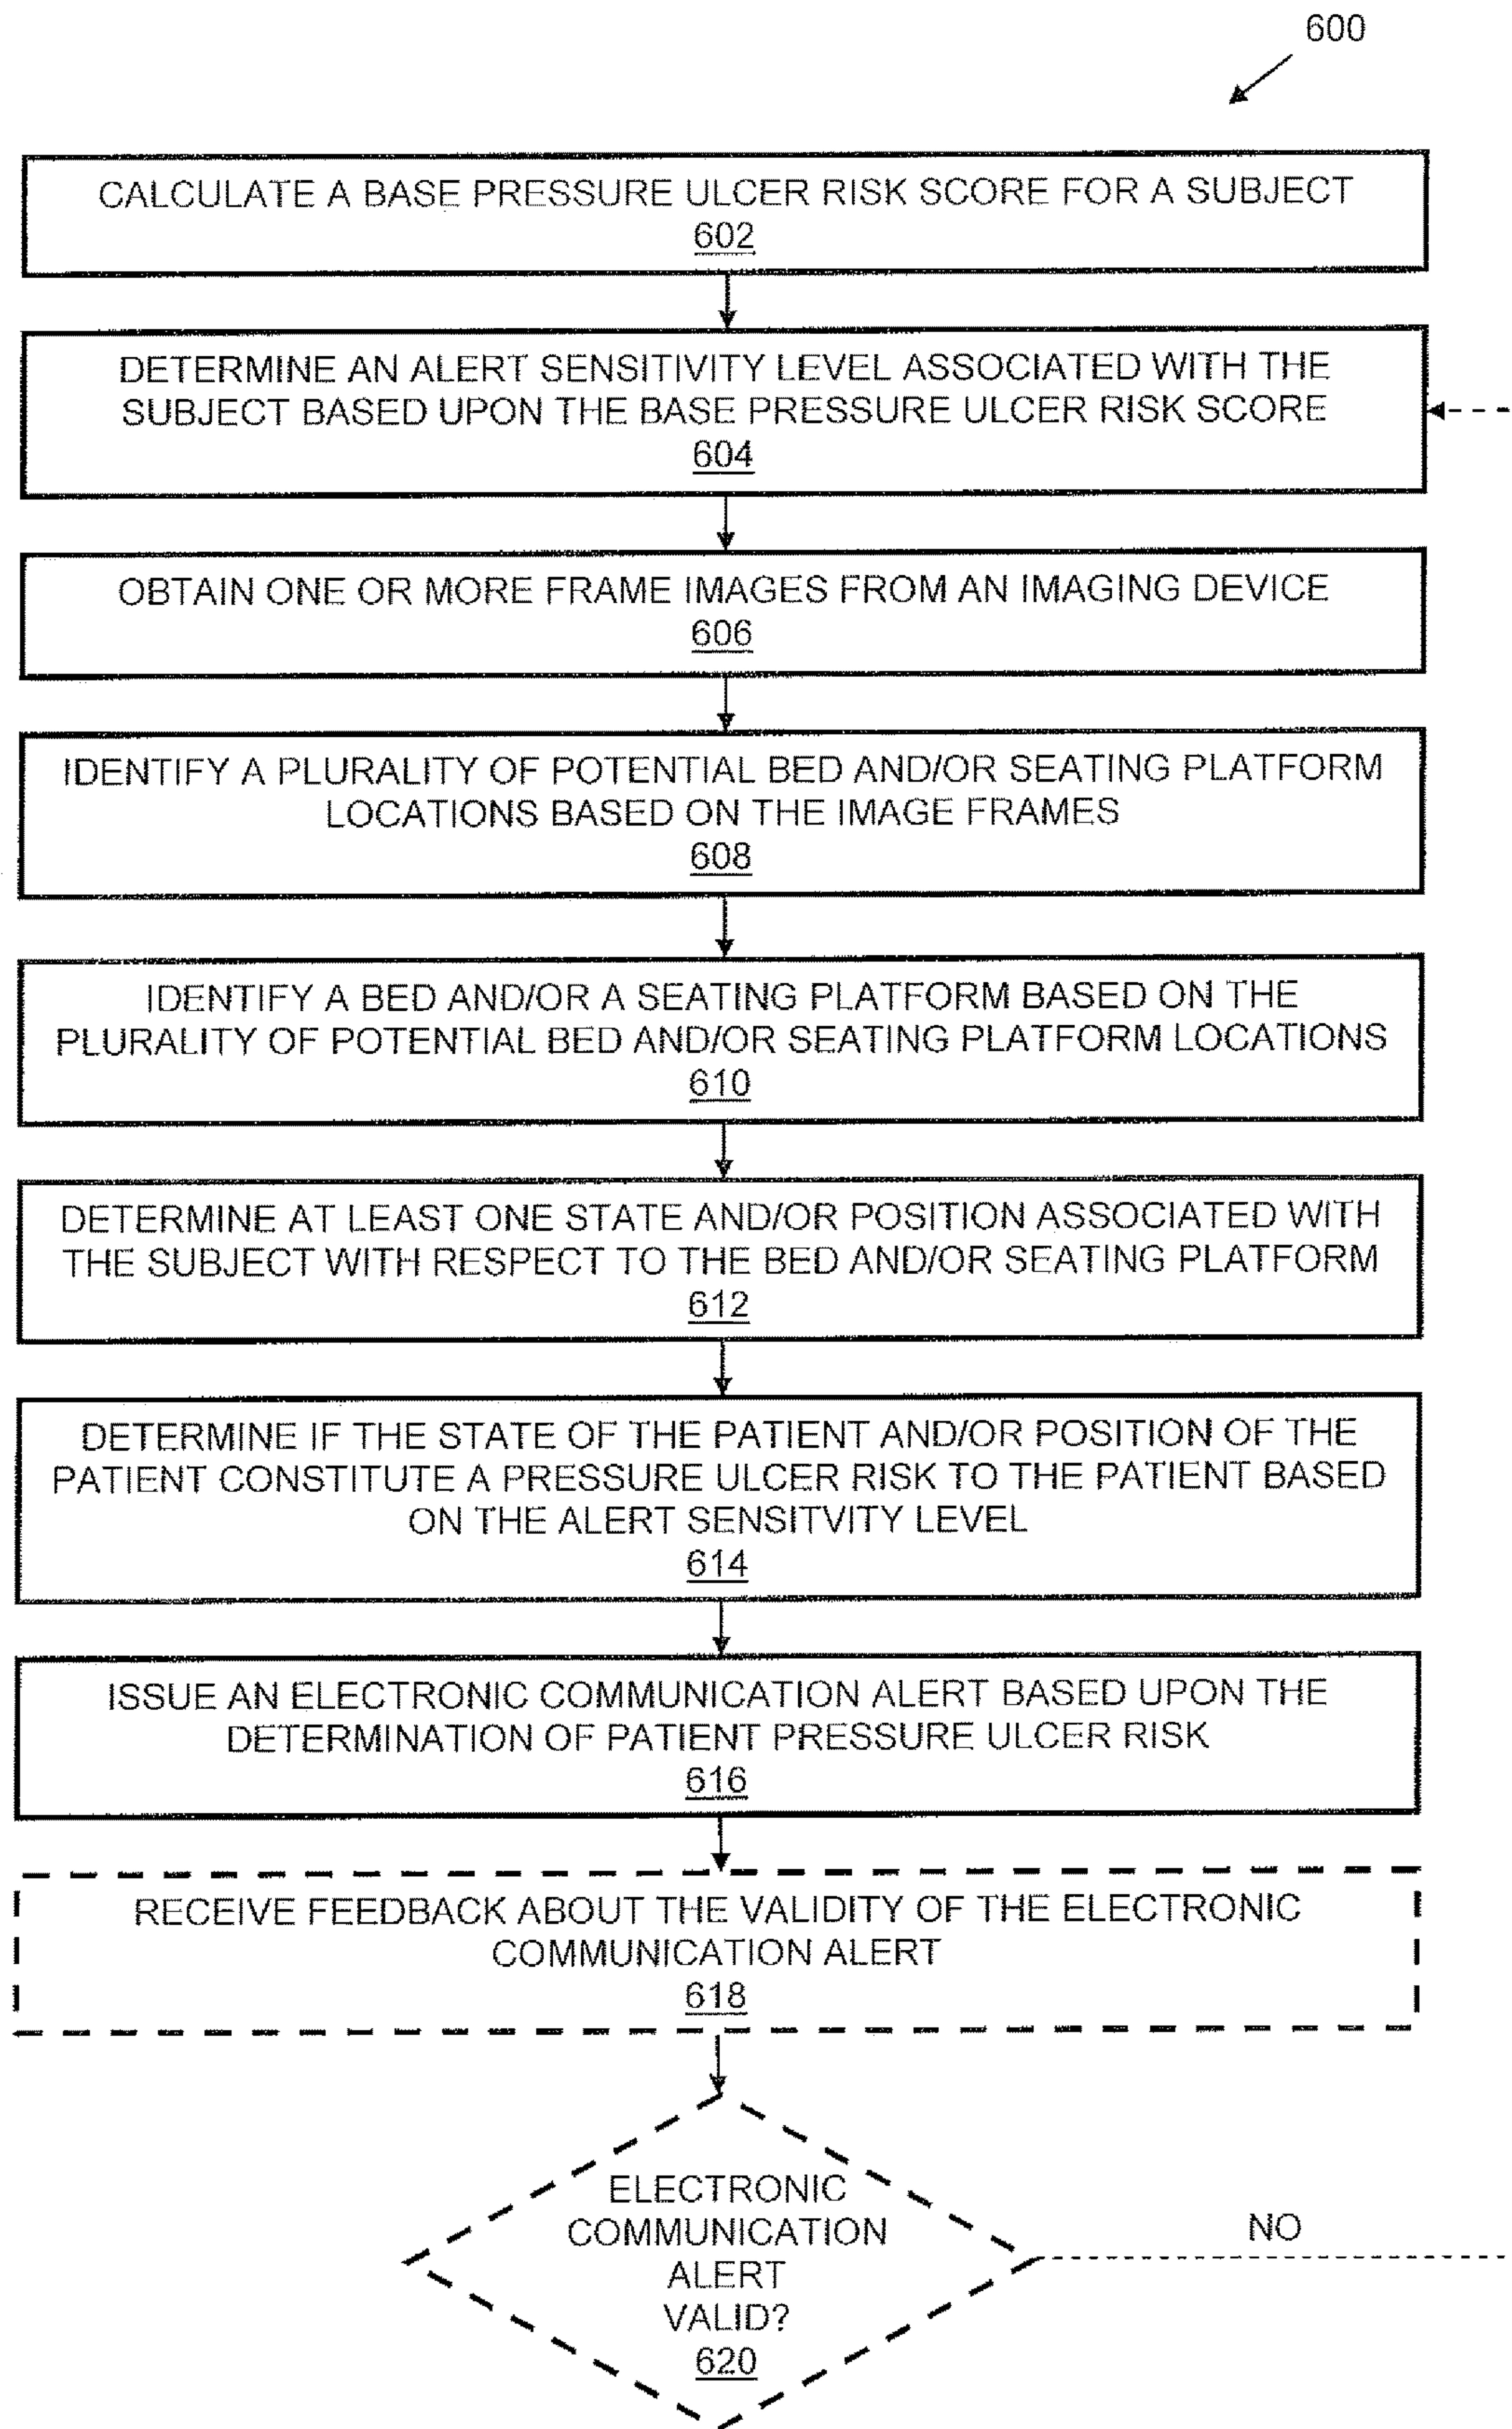 600
CALCULATE A BASE PRESSURE ULCER RISK SCORE FOR A SUBJECT
602
DETERMINE AN ALERT SENSITIVITY LEVEL ASSOCIATED WITH THE
SUBJECT BASED UPON THE BASE PRESSURE ULCER RISK SCORE
604
OBTAIN ONE OR MORE FRAME IMAGES FROM AN IMAGING DEVICE
606
IDENTIFY A PLURALITY OF POTENTIAL BED AND/OR SEATING PLATFORM
LOCATIONS BASED ON THE IMAGE FRAMES
608
IDENTIFY A BED AND/OR A SEATING PLATFORM BASED ON THE
PLURALITY OF POTENTIAL BED AND/OR SEATING PLATFORM LOCATIONS
610
DETERMINE AT LEAST ONE STATE AND/OR POSITION ASSOCIATED WITH
THE SUBJECT WITH RESPECT TO THE BED AND/OR SEATING PLATFORM
612
DETERMINE IF THE STATE OF THE PATIENT AND/OR POSITION OF THE
PATIENT CONSTITUTE A PRESSURE ULCER RISK TO THE PATIENT BASED
ON THE ALERT SENSITVITY LEVEL
614
ISSUE AN ELECTRONIC COMMUNICATION ALERT BASED UPON THE
DETERMINATION OF PATIENT PRESSURE ULCER RISK
616
RECEIVE FEEDBACK ABOUT THE VALIDITY OF THE ELECTRONIC
COMMUNICATION ALERT
618
ELECTRONIC
COMMUNICATION
ALERT
VALID?
620
NO